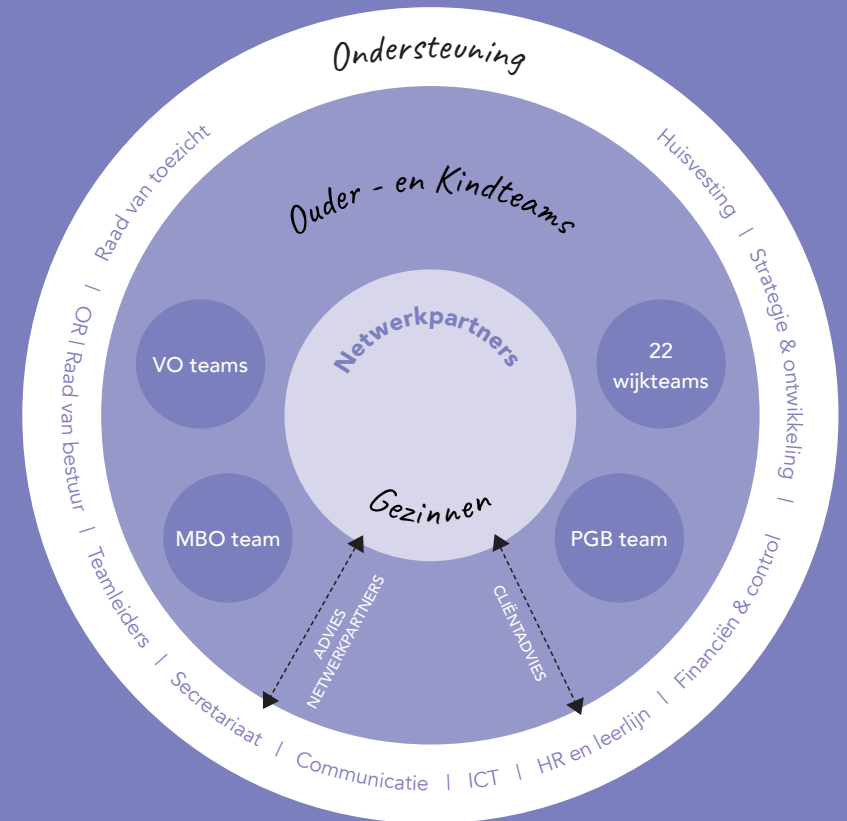 Ondersteuning
Raad van toezicht | OR | Raad van bestuur | Teamleiders | Secretariaat | Communicatie | ICT | HR en leerlijn | Financiën & control | Strategie & ontwikkeling | Huisvesting
Ouder - en Kindteams
Netwerkpartners
VO teams
22
wijkteams
Gezinnen
MBO team
PGB team
ADVIES
NETWERKPARTNERS
CLIËNTADVIES